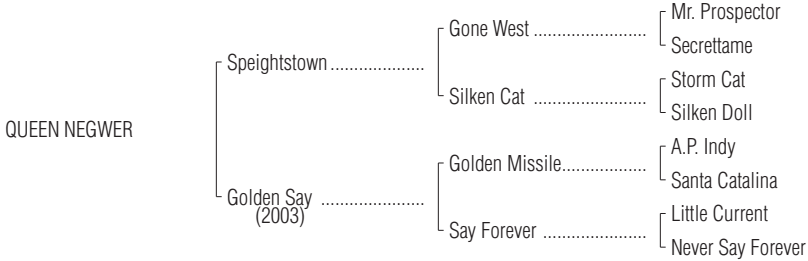 Mr. Prospector
Gone West ........................
Secrettame
Speightstown ....................
Storm Cat
Silken Cat ........................
Silken Doll
QUEEN NEGWER
A.P. Indy
Golden Missile..................
Santa Catalina
Golden Say ......................
(2003)
Little Current
Say Forever ......................
Never Say Forever